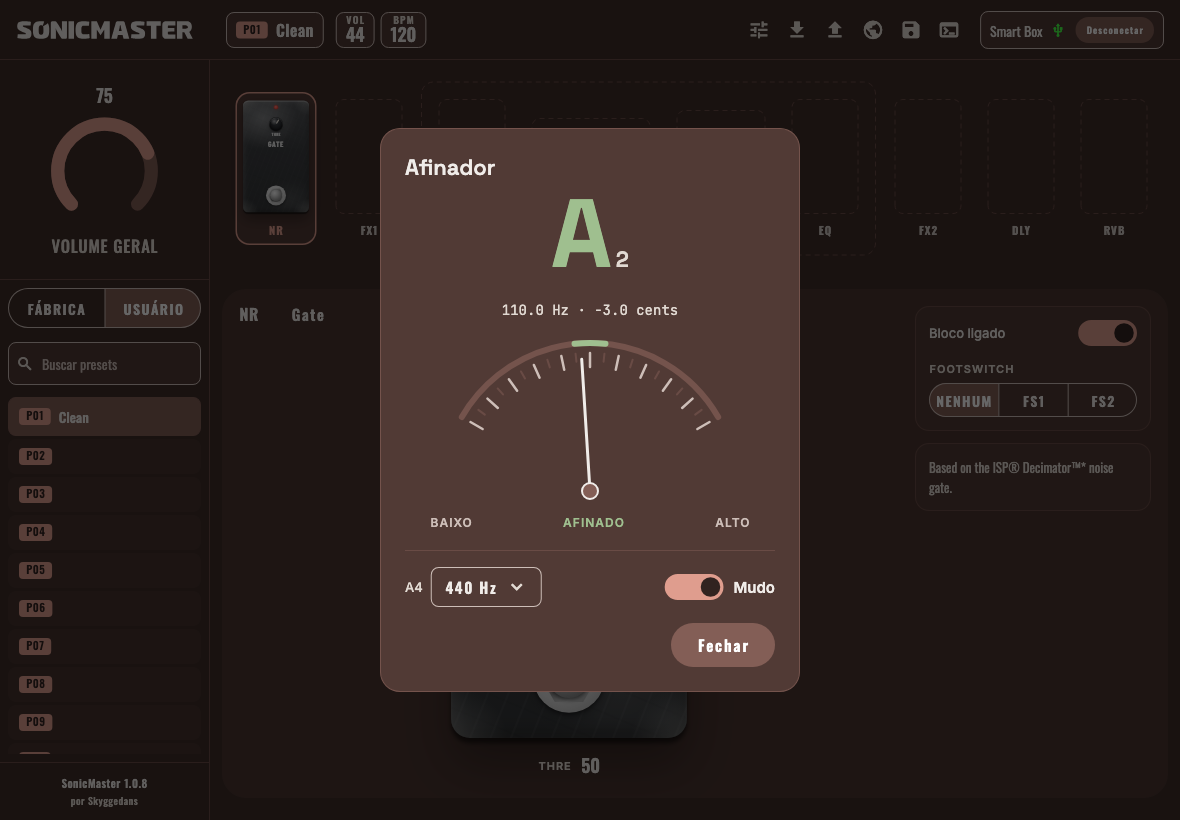 SONICMASTER
P01 Clean
VOL
44
BPM
120
Smart Box
Desconectar
75
VOLUME GERAL
FÁBRICA
USUÁRIO
Buscar presets
P01 Clean
P02
P03
P04
P05
P06
P07
P08
P09
SonicMaster 1.0.8
por Skyggedans
THRE
GATE
NR
FX1
EQ
FX2
DLY
RVB
NR Gate
Afinador
A2
110.0 Hz · -3.0 cents
BAIXO
AFINADO
ALTO
A4
440 Hz
Mudo
Fechar
Bloco ligado
FOOTSWITCH
NENHUM
FS1
FS2
Based on the ISP® Decimator™* noise
gate.
THRE 50